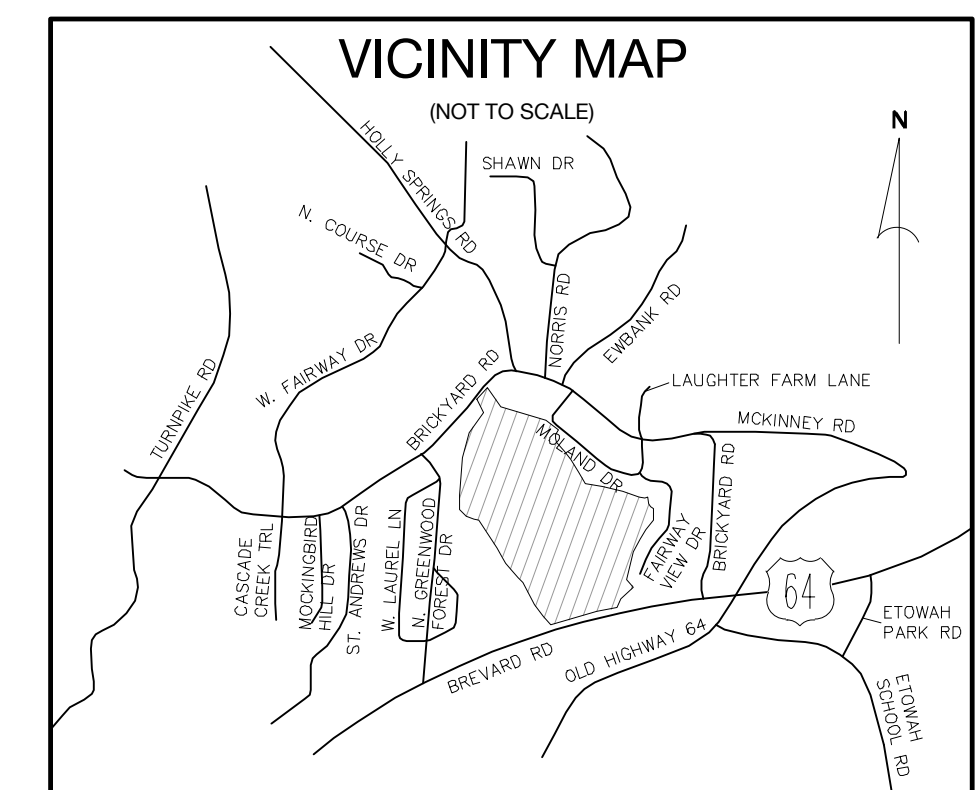 VICINITY MAP
(NOT TO SCALE)
N
HOLLY SPRINGS RD
SHAWN DR
N. COURSE DR
NORRIS RD
EWBANK RD
W. FAIRWAY DR
TURNPIKE RD
BRICKYARD RD
LAUGHTER FARM LANE
MCKINNEY RD
MOLAND DR
BRICKYARD RD
FAIRWAY
VIEW DR
CASCADE
CREEK TRL
MOCKINGBIRD
HILL DR
ST. ANDREWS DR
W. LAUREL LN
N. GREENWOOD
FOREST DR
64
ETOWAH
PARK RD
BREVARD RD
OLD HIGHWAY 64
ETOWAH
SCHOOL RD